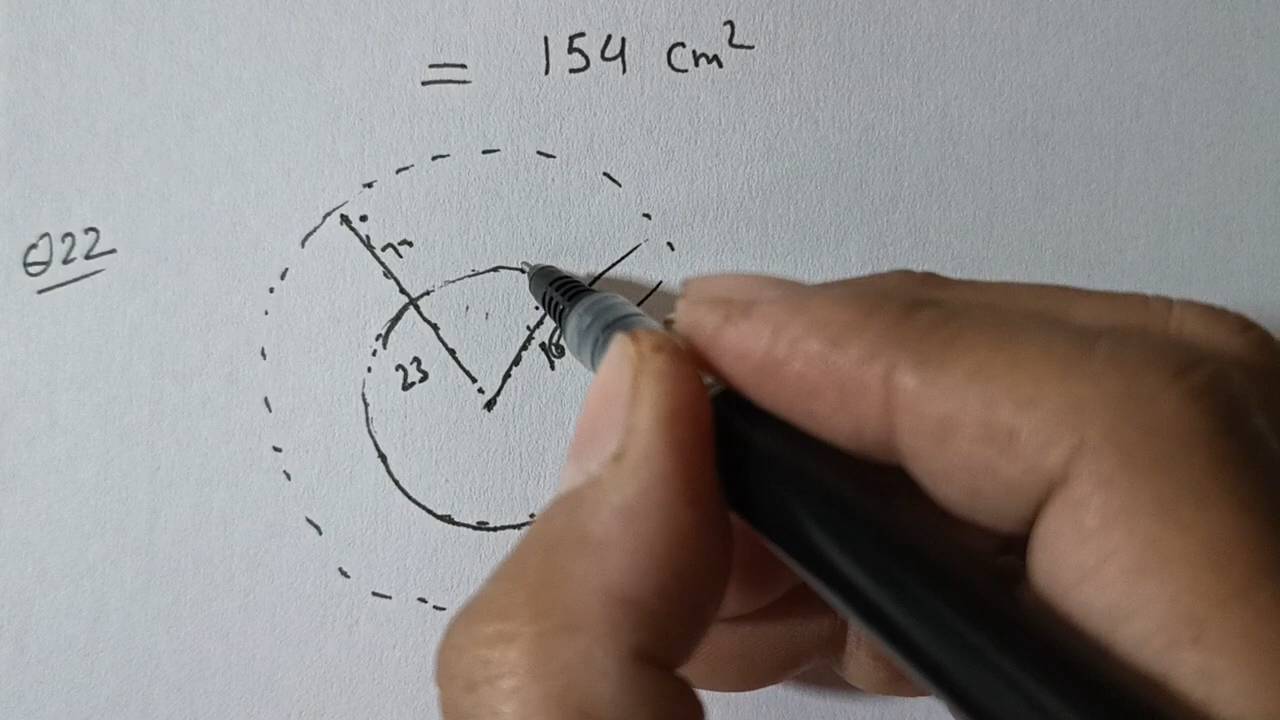 = 154 cm²
Q22
7
23
16